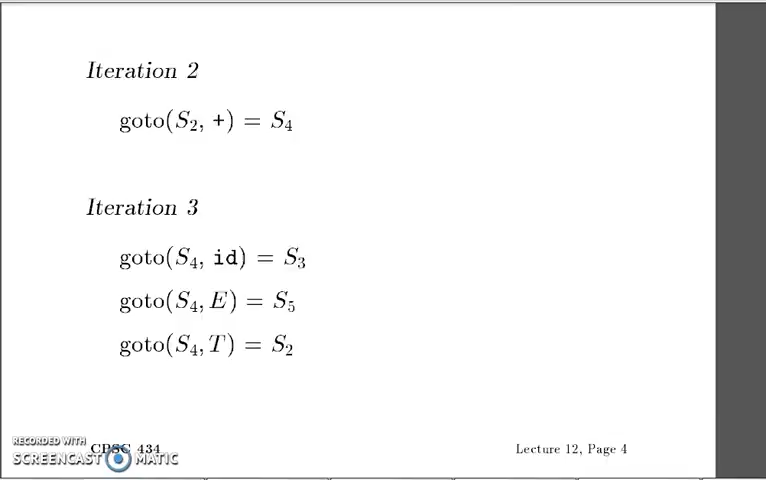 Iteration 2
goto(S₂, +) = S₄
Iteration 3
goto(S₄, id) = S₃
goto(S₄, E) = S₅
goto(S₄, T) = S₂
RECORDED WITH
CPSC 434
Lecture 12, Page 4
SCREENCAST MATIC